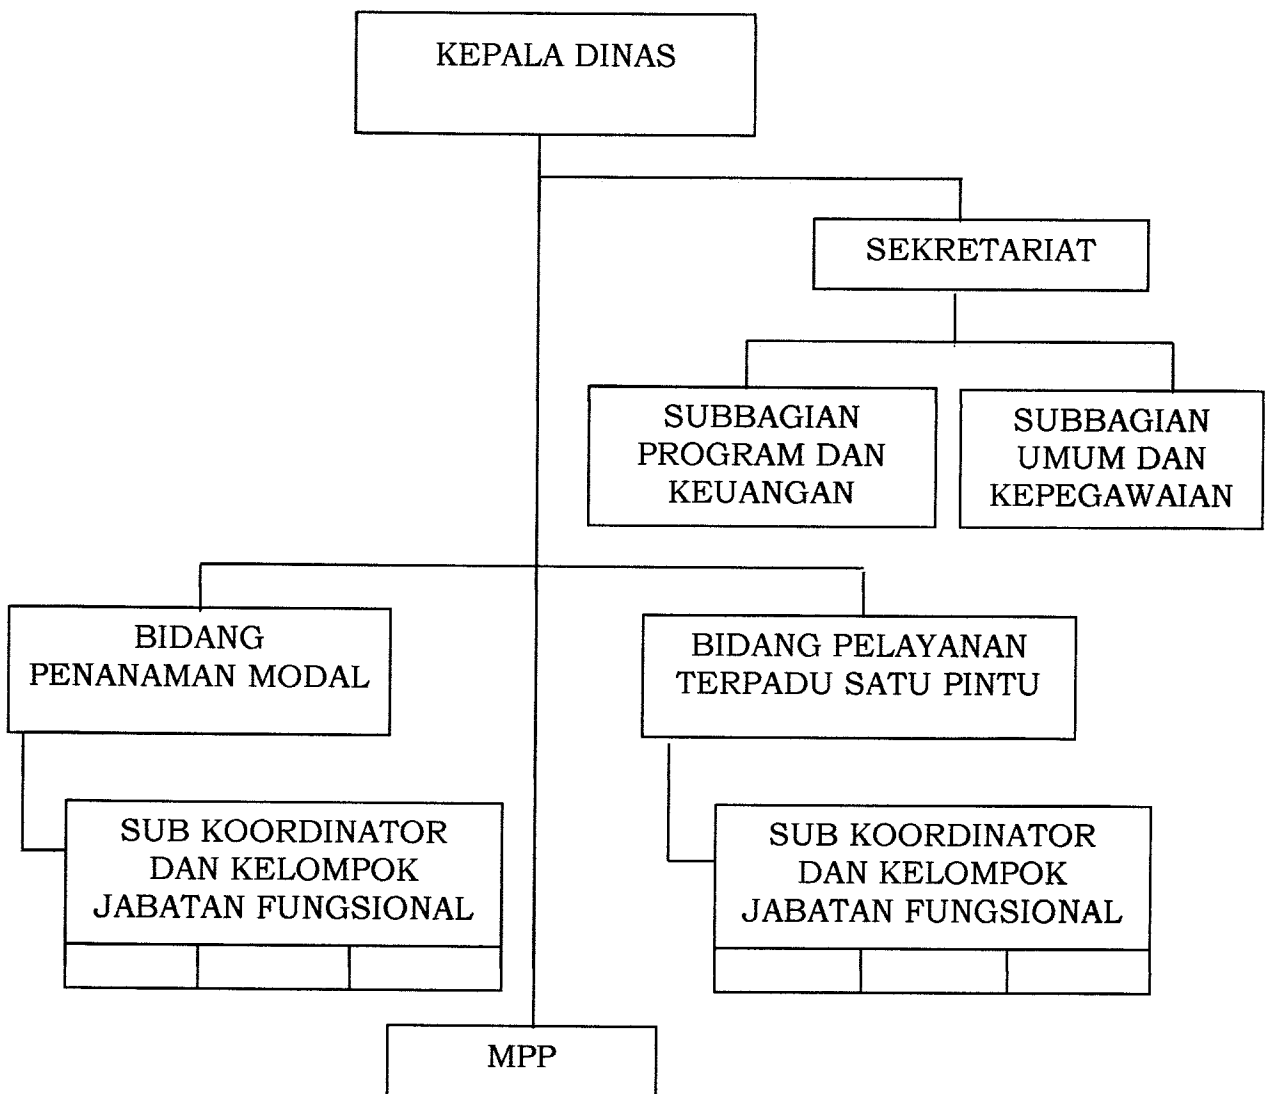 KEPALA DINAS
SEKRETARIAT
SUBBAGIAN
PROGRAM DAN
KEUANGAN
SUBBAGIAN
UMUM DAN
KEPEGAWAIAN
BIDANG
PENANAMAN MODAL
BIDANG PELAYANAN
TERPADU SATU PINTU
SUB KOORDINATOR
DAN KELOMPOK
JABATAN FUNGSIONAL
SUB KOORDINATOR
DAN KELOMPOK
JABATAN FUNGSIONAL
MPP